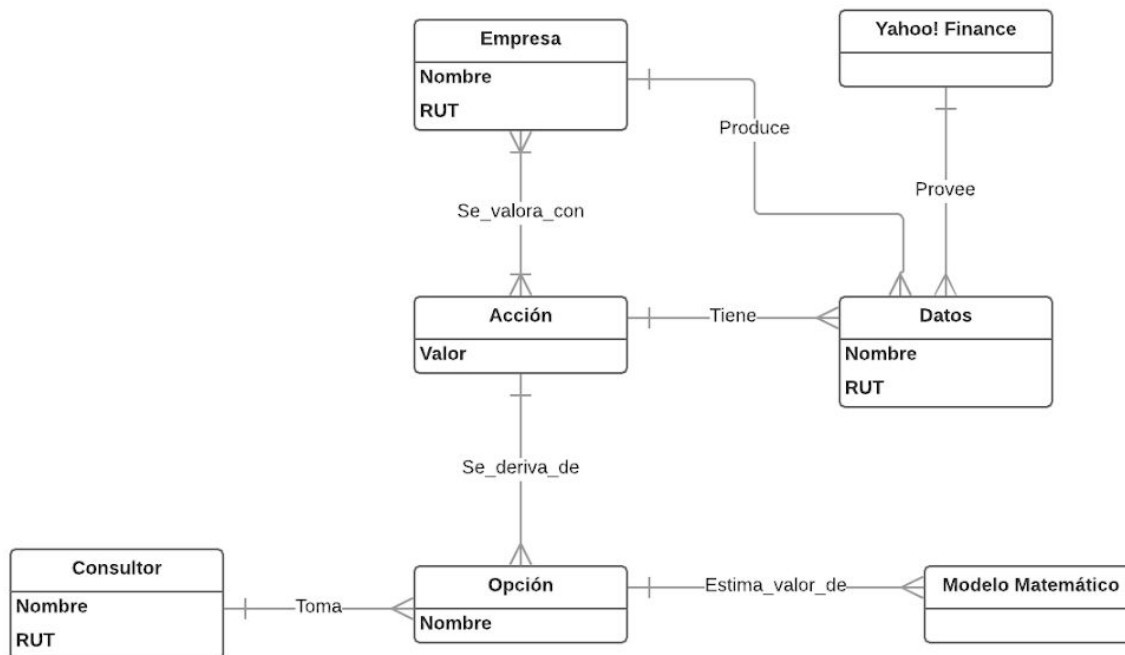 Empresa
Nombre
RUT
Yahoo! Finance
Produce
Provee
Se_valora_con
Acción
Valor
Tiene
Datos
Nombre
RUT
Se_deriva_de
Consultor
Nombre
RUT
Toma
Opción
Nombre
Estima_valor_de
Modelo Matemático